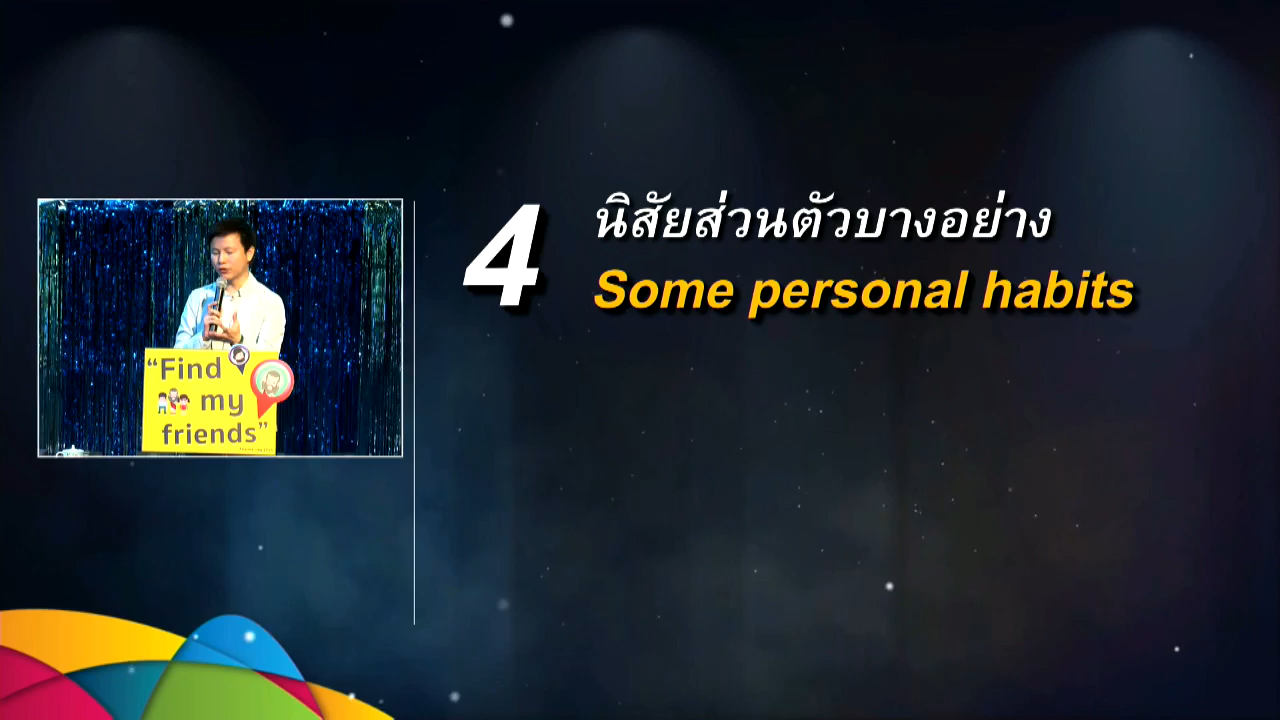 4
นิสัยส่วนตัวบางอย่าง
Some personal habits
“Find
my
friends”